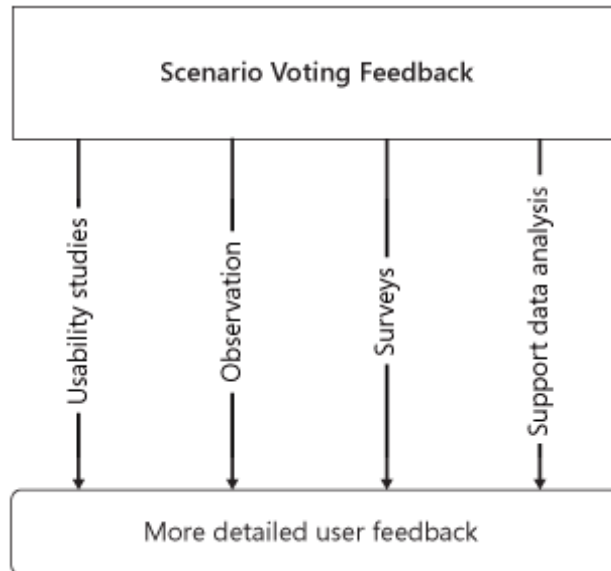 Scenario Voting Feedback
Usability studies
Observation
Surveys
Support data analysis
More detailed user feedback